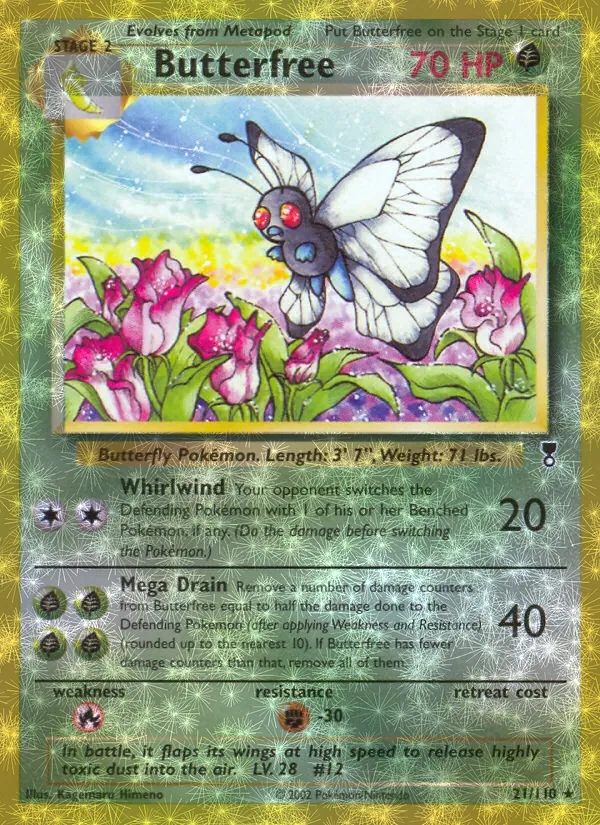 Evolves from Metapod Put Butterfree on the Stage 1 card
STAGE 2
Butterfree 70 HP
Butterfly Pokémon. Length: 3' 7", Weight: 71 lbs.
Whirlwind Your opponent switches the
Defending Pokémon with 1 of his or her Benched
Pokémon, if any. (Do the damage before switching
the Pokémon.)
20
Mega Drain Remove a number of damage counters
from Butterfree equal to half the damage done to the
Defending Pokémon (after applying Weakness and Resistance)
(rounded up to the nearest 10). If Butterfree has fewer
damage counters than that, remove all of them.
40
weakness resistance retreat cost
-30
In battle, it flaps its wings at high speed to release highly
toxic dust into the air. LV. 28 #12
Illus. Kagemaru Himeno © 2002 Pokémon/Nintendo 21/110 ★